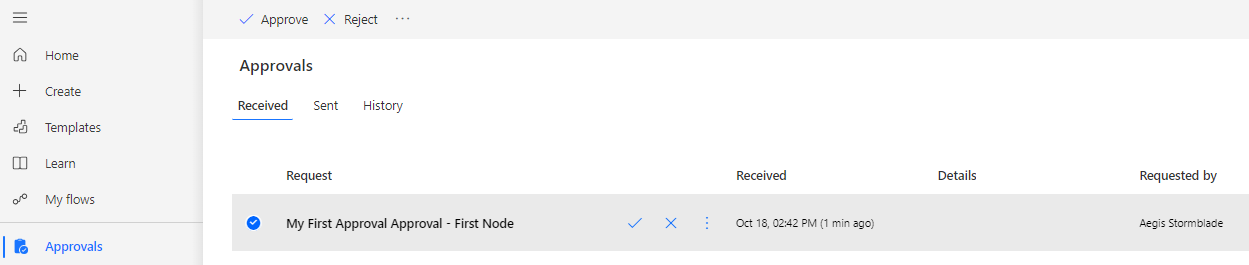 Approve Reject
Home
Create
Templates
Learn
My flows
Approvals
Approvals
Received Sent History
Request Received Details Requested by
My First Approval Approval - First Node Oct 18, 02:42 PM (1 min ago) Aegis Stormblade